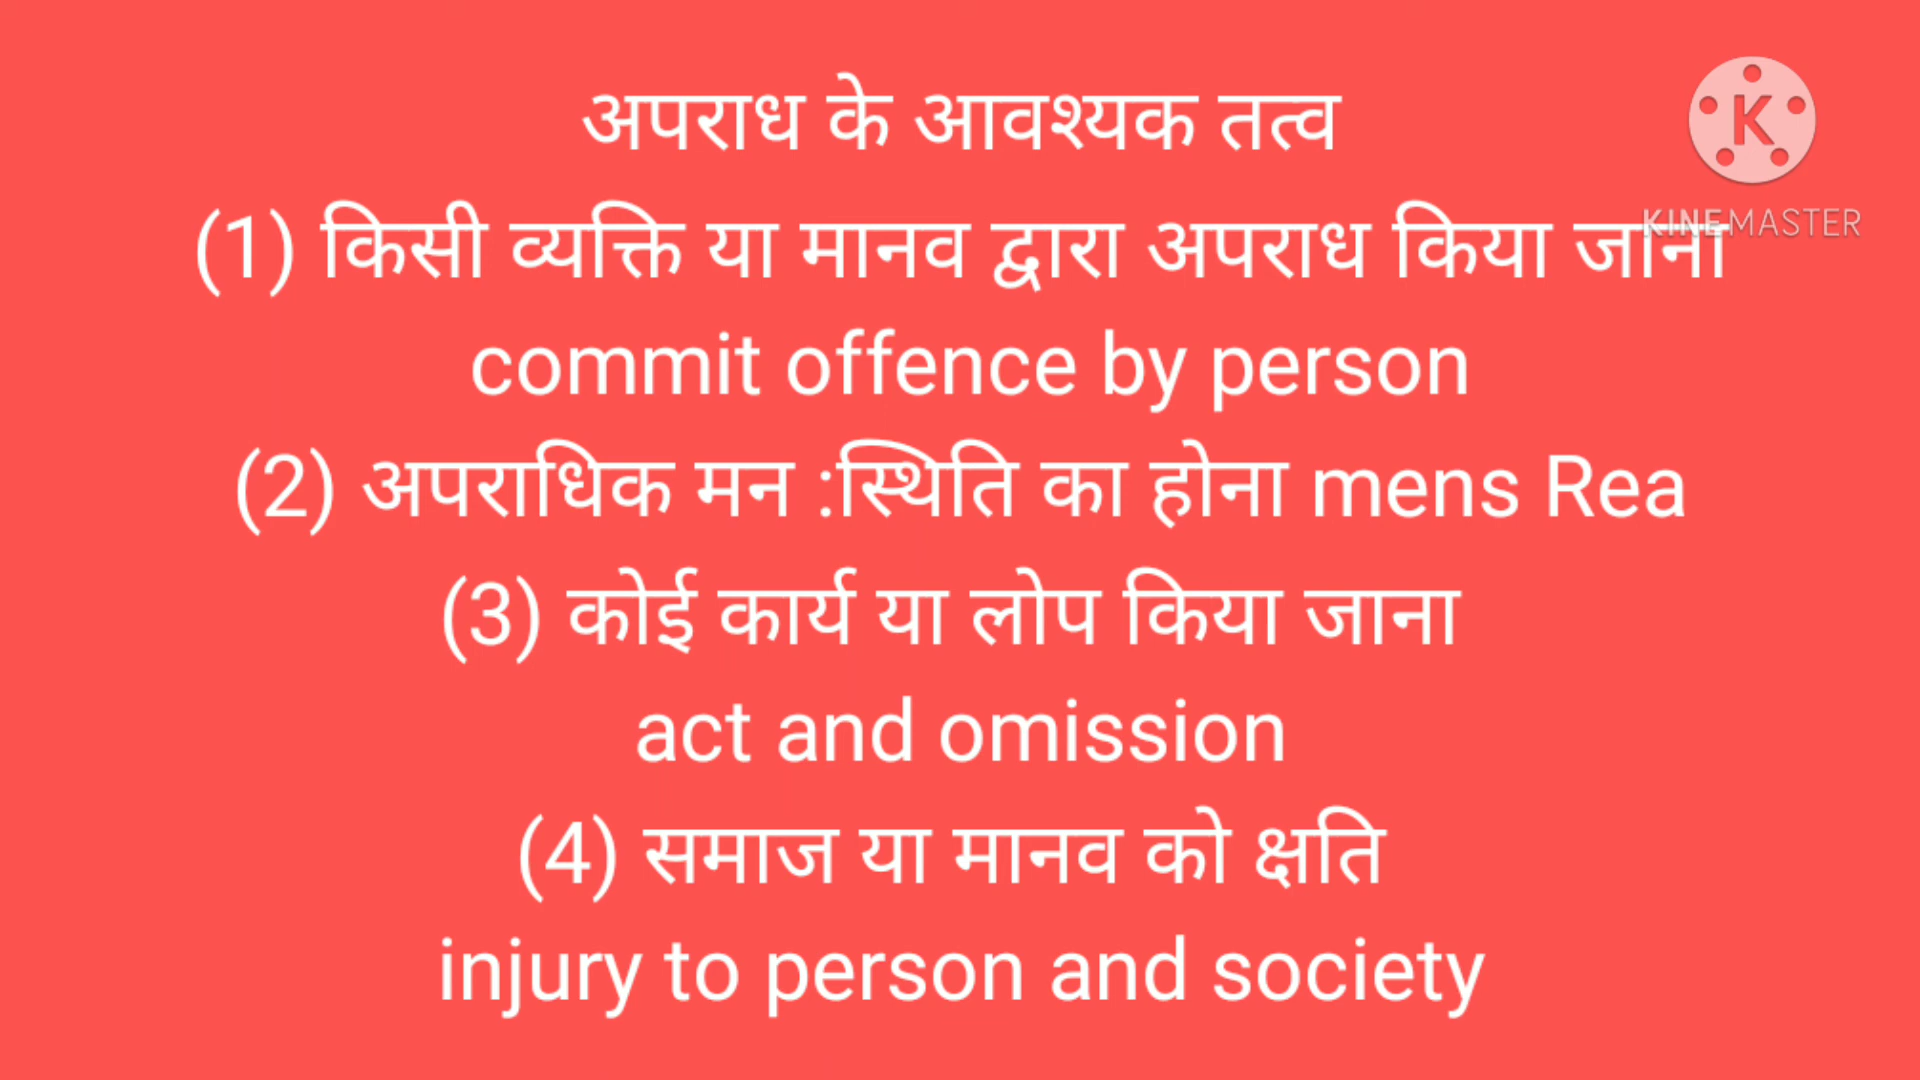 अपराध के आवश्यक तत्व
(1) किसी व्यक्ति या मानव द्वारा अपराध किया जाना
commit offence by person
(2) अपराधिक मन :स्थिति का होना mens Rea
(3) कोई कार्य या लोप किया जाना
act and omission
(4) समाज या मानव को क्षति
injury to person and society
K
KINEMASTER